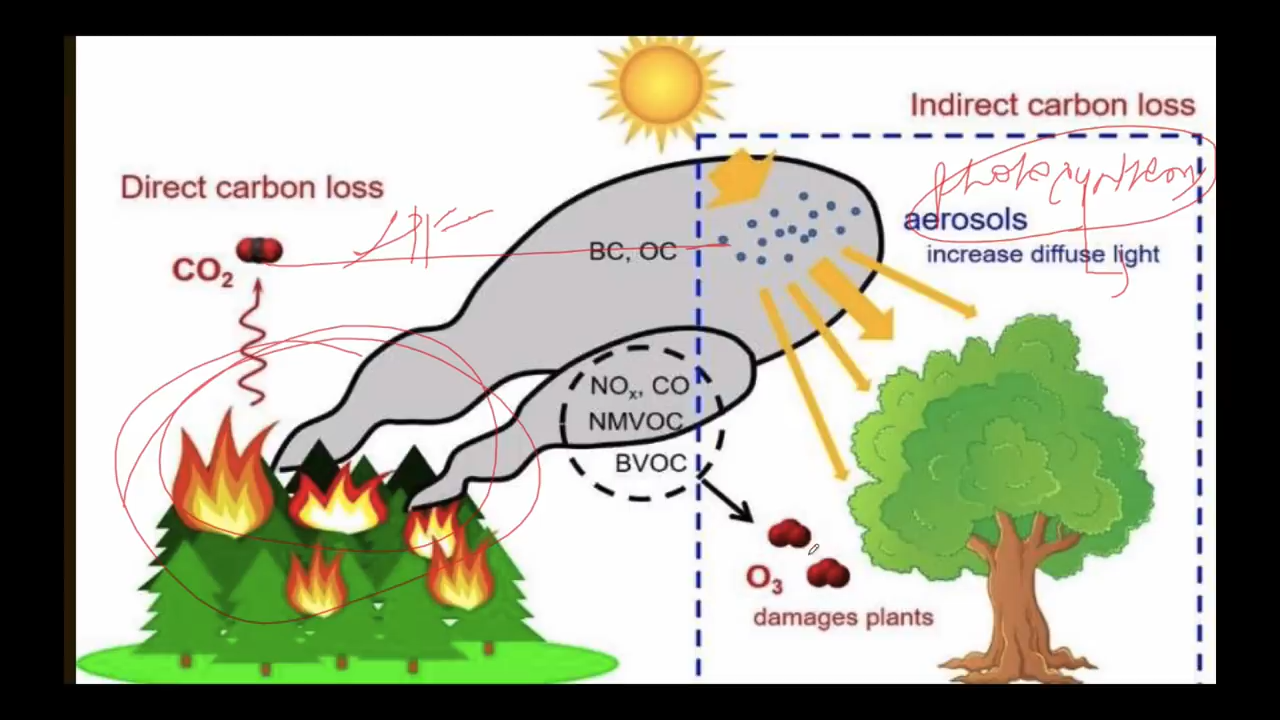 Indirect carbon loss
Direct carbon loss
aerosols
increase diffuse light
BC, OC
CO₂
NOₓ, CO
NMVOC
BVOC
O₃
damages plants